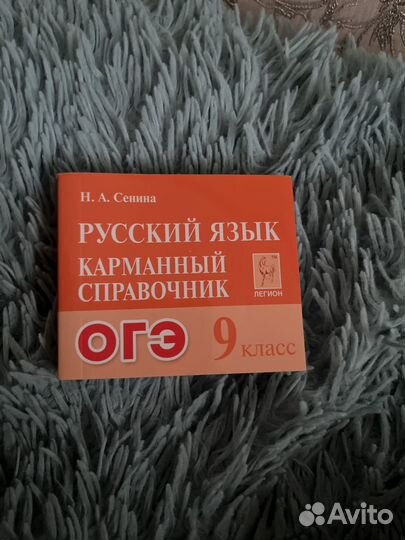 Н. А. Сенина
РУССКИЙ ЯЗЫК
КАРМАННЫЙ
СПРАВОЧНИК
ЛЕГИОН
ОГЭ
9 класс
Avito